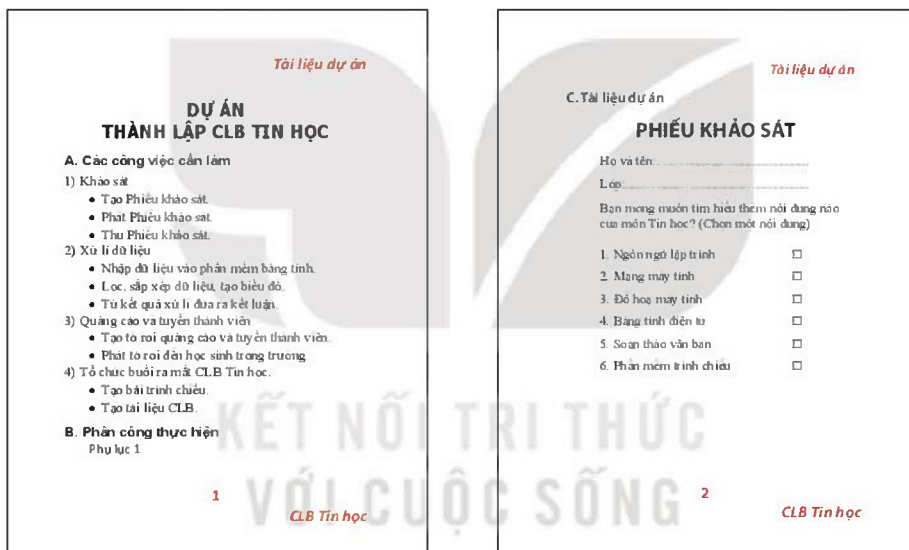 Tài liệu dự án
DỰ ÁN
THÀNH LẬP CLB TIN HỌC
A. Các công việc cần làm
1) Khảo sát
• Tạo Phiếu khảo sát.
• Phát Phiếu khảo sát.
• Thu Phiếu khảo sát.
2) Xử lí dữ liệu
• Nhập dữ liệu vào phần mềm bảng tính.
• Lọc, sắp xếp dữ liệu, tạo biểu đồ.
• Từ kết quả xử lí đưa ra kết luận.
3) Quảng cáo và tuyển thành viên
• Tạo tờ rơi quảng cáo và tuyển thành viên.
• Phát tờ rơi đến học sinh trong trường.
4) Tổ chức buổi ra mắt CLB Tin học.
• Tạo bài trình chiếu.
• Tạo tài liệu CLB.
B. Phân công thực hiện
Phụ lục 1
1
CLB Tin học
Tài liệu dự án
C. Tài liệu dự án
PHIẾU KHẢO SÁT
Họ và tên:
Lớp:
Bạn mong muốn tìm hiểu thêm nội dung nào
của môn Tin học? (Chọn một nội dung)
1. Ngôn ngữ lập trình □
2. Mạng máy tính □
3. Đồ hoạ máy tính □
4. Bảng tính điện tử □
5. Soạn thảo văn bản □
6. Phần mềm trình chiếu □
2
CLB Tin học
KẾT NỐI TRI THỨC
VỚI CUỘC SỐNG